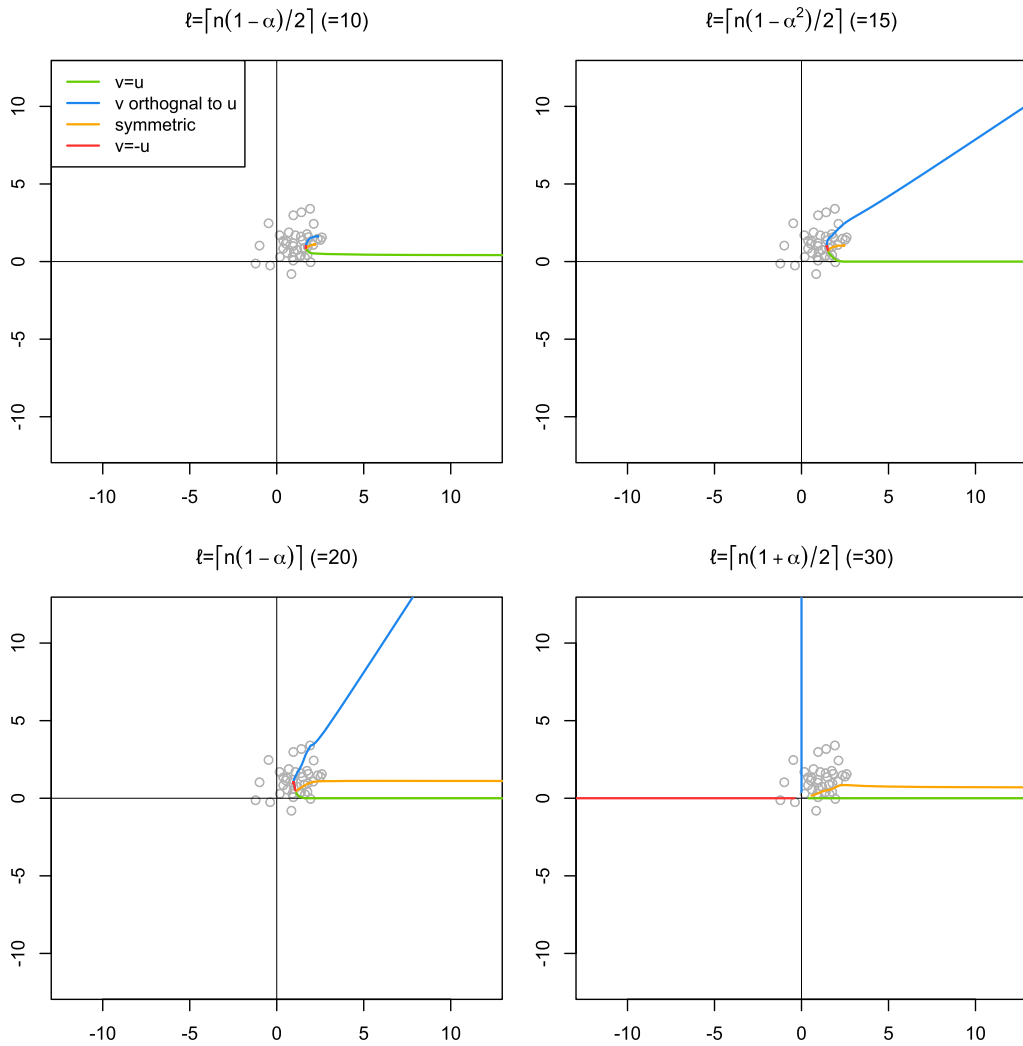 ℓ=⌈n(1 − α)/2⌉ (=10)
v=u
v orthognal to u
symmetric
v=-u
10
5
0
-5
-10
-10 -5 0 5 10
ℓ=⌈n(1 − α²)/2⌉ (=15)
10
5
0
-5
-10
-10 -5 0 5 10
ℓ=⌈n(1 − α)⌉ (=20)
10
5
0
-5
-10
-10 -5 0 5 10
ℓ=⌈n(1 + α)/2⌉ (=30)
10
5
0
-5
-10
-10 -5 0 5 10